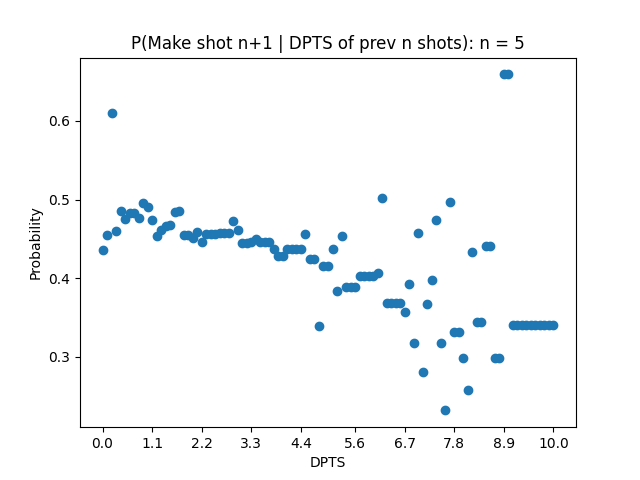 P(Make shot n+1 | DPTS of prev n shots): n = 5
0.6
0.5
0.4
0.3
Probability
0.0 1.1 2.2 3.3 4.4 5.6 6.7 7.8 8.9 10.0
DPTS